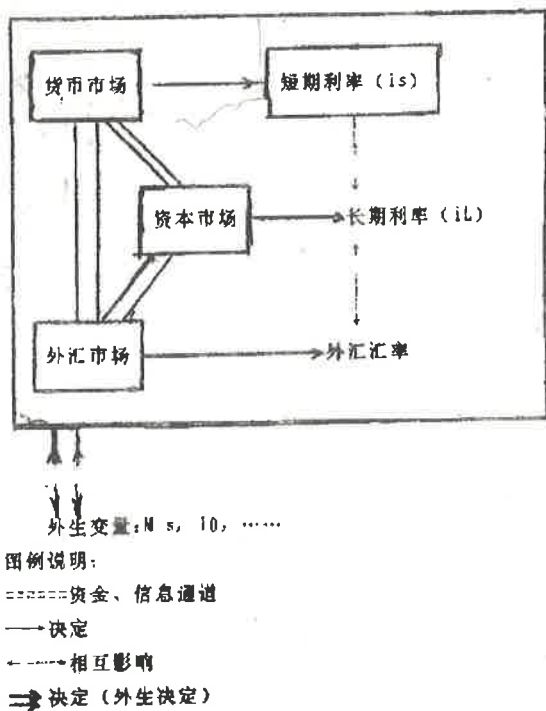 货币市场
短期利率（is）
资本市场
长期利率（iL）
外汇市场
外汇汇率
外生变量:M s, i0, ……
图例说明:
资金、信息通道
决定
相互影响
决定（外生决定）